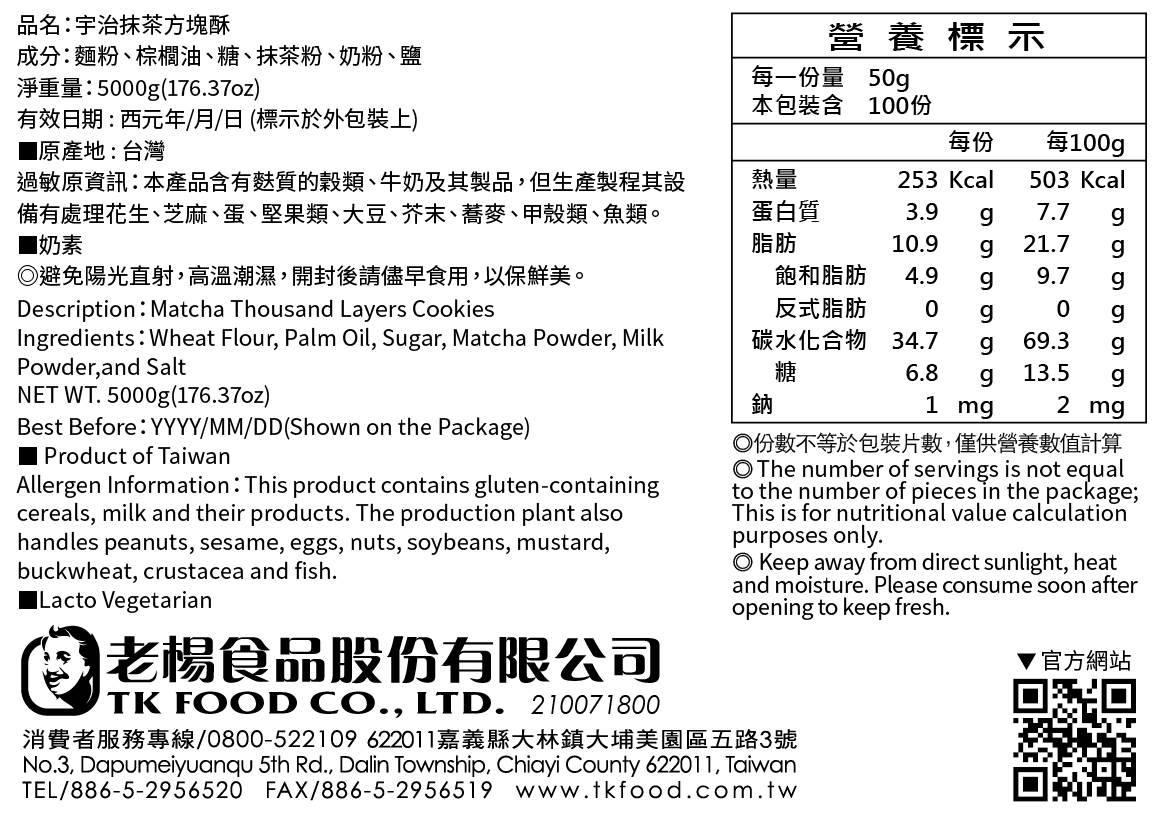 品名：宇治抹茶方塊酥
成分：麵粉、棕櫚油、糖、抹茶粉、奶粉、鹽
淨重量：5000g(176.37oz)
有效日期：西元年/月/日 (標示於外包裝上)
■原產地：台灣
過敏原資訊：本產品含有麩質的穀類、牛奶及其製品，但生產製程其設
備有處理花生、芝麻、蛋、堅果類、大豆、芥末、蕎麥、甲殼類、魚類。
■奶素
◎避免陽光直射，高溫潮濕，開封後請儘早食用，以保鮮美。
Description：Matcha Thousand Layers Cookies
Ingredients：Wheat Flour, Palm Oil, Sugar, Matcha Powder, Milk
Powder,and Salt
NET WT. 5000g(176.37oz)
Best Before：YYYY/MM/DD(Shown on the Package)
■ Product of Taiwan
Allergen Information：This product contains gluten-containing
cereals, milk and their products. The production plant also
handles peanuts, sesame, eggs, nuts, soybeans, mustard,
buckwheat, crustacea and fish.
■Lacto Vegetarian
營養標示
每一份量 50g
本包裝含 100份
每份 每100g
熱量 253 Kcal 503 Kcal
蛋白質 3.9 g 7.7 g
脂肪 10.9 g 21.7 g
飽和脂肪 4.9 g 9.7 g
反式脂肪 0 g 0 g
碳水化合物 34.7 g 69.3 g
糖 6.8 g 13.5 g
鈉 1 mg 2 mg
◎份數不等於包裝片數，僅供營養數值計算
◎ The number of servings is not equal
to the number of pieces in the package;
This is for nutritional value calculation
purposes only.
◎ Keep away from direct sunlight, heat
and moisture. Please consume soon after
opening to keep fresh.
老楊食品股份有限公司
TK FOOD CO., LTD. 210071800
消費者服務專線/0800-522109 622011嘉義縣大林鎮大埔美園區五路3號
No.3, Dapumeiyuanqu 5th Rd., Dalin Township, Chiayi County 622011, Taiwan
TEL/886-5-2956520 FAX/886-5-2956519 www.tkfood.com.tw
▼官方網站